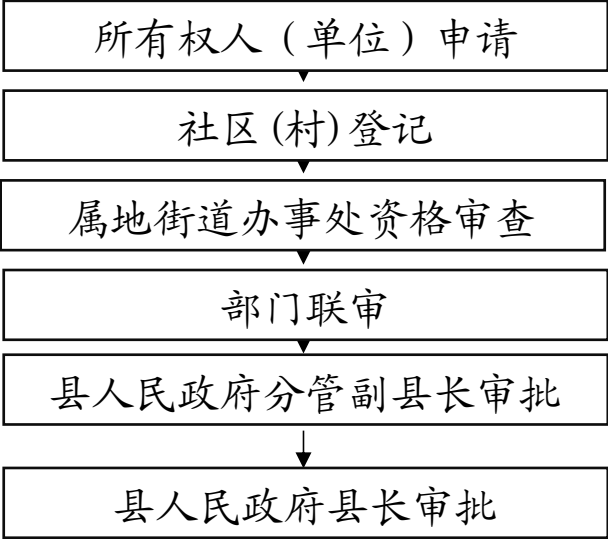 所有权人（单位）申请
社区(村)登记
属地街道办事处资格审查
部门联审
县人民政府分管副县长审批
县人民政府县长审批